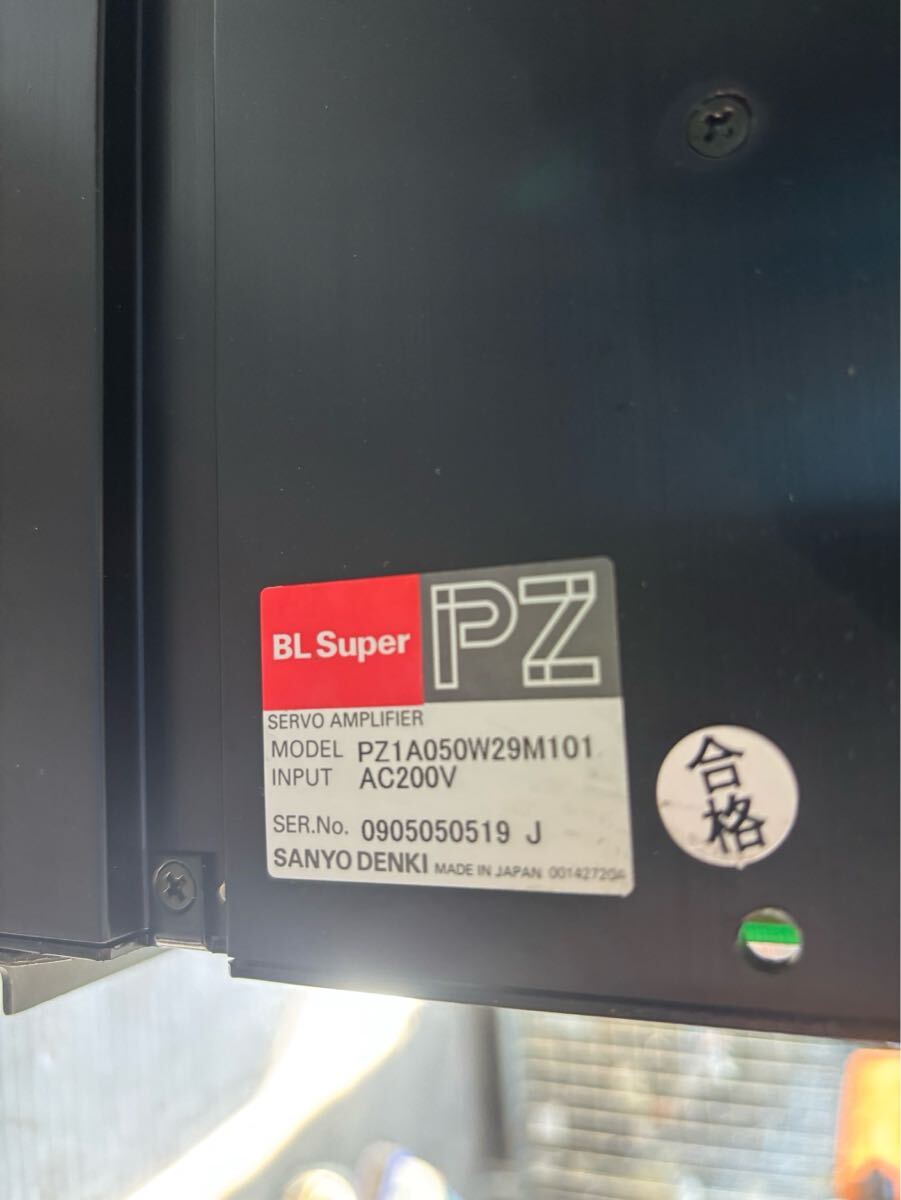 BL Super
PZ
SERVO AMPLIFIER
MODEL PZ1A050W29M101
INPUT AC200V
SER.No. 0905050519 J
SANYO DENKI MADE IN JAPAN 00142720A
合格